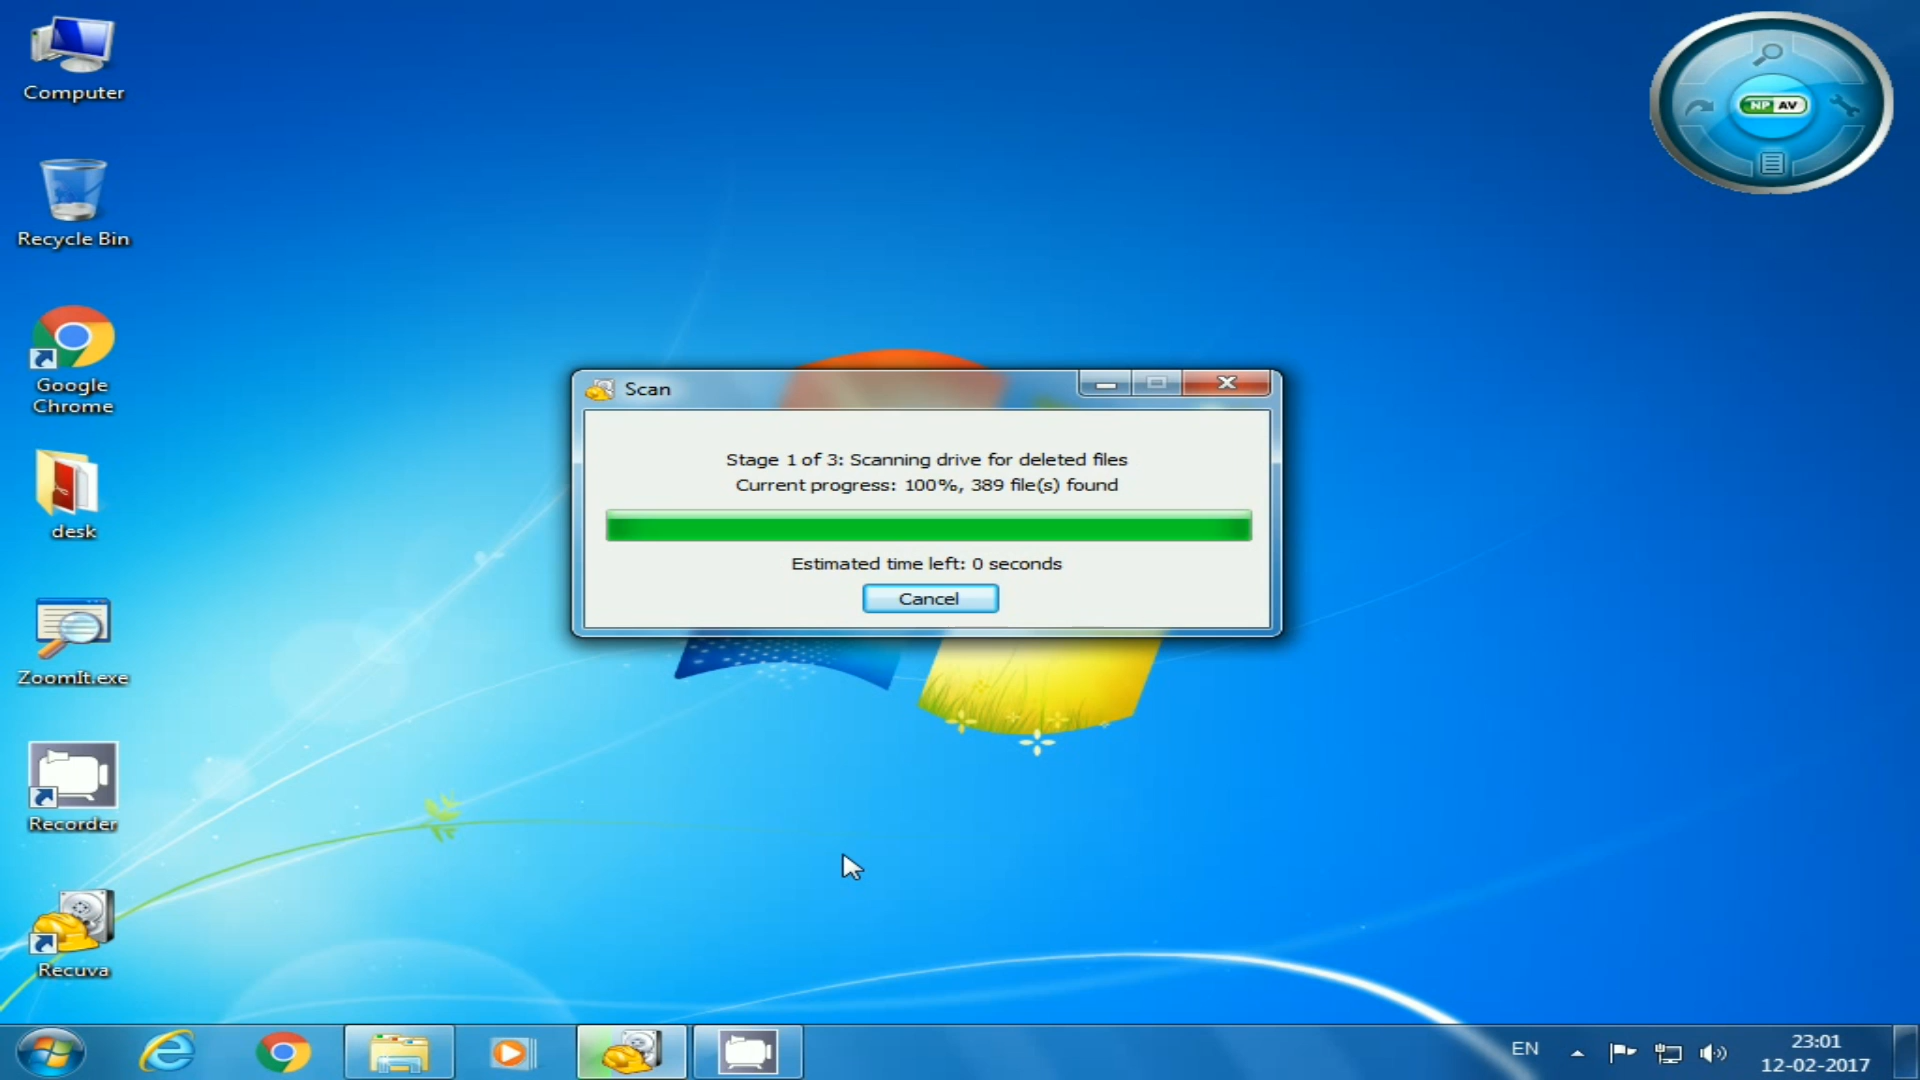 Computer
Recycle Bin
Google
Chrome
desk
ZoomIt.exe
Recorder
Recuva
NP AV
Scan
Stage 1 of 3: Scanning drive for deleted files
Current progress: 100%, 389 file(s) found
Estimated time left: 0 seconds
Cancel
EN
23:01
12-02-2017